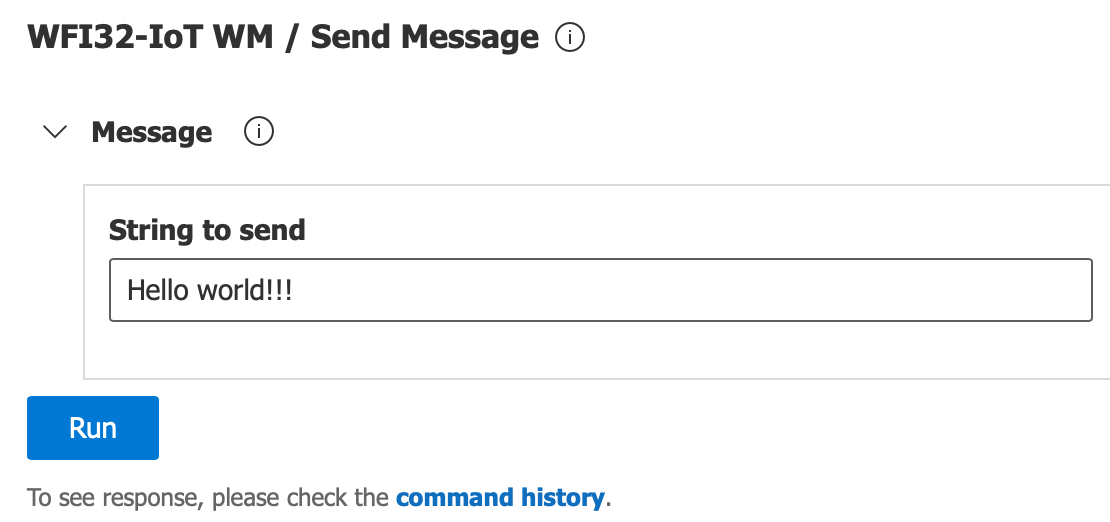 WFI32-IoT WM / Send Message
Message
String to send
Hello world!!!
Run
To see response, please check the command history.